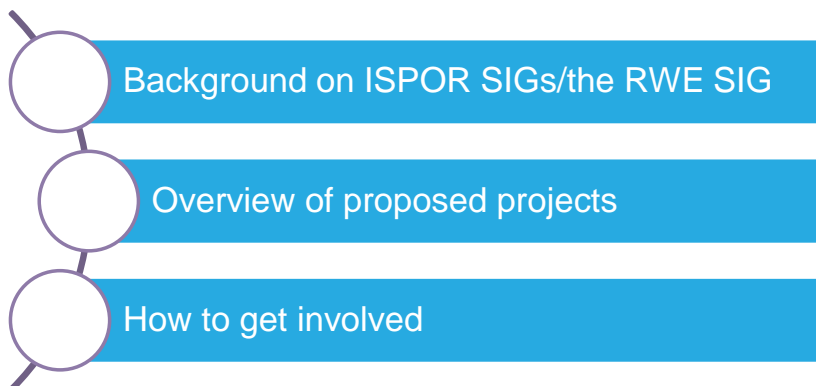 Background on ISPOR SIGs/the RWE SIG
Overview of proposed projects
How to get involved